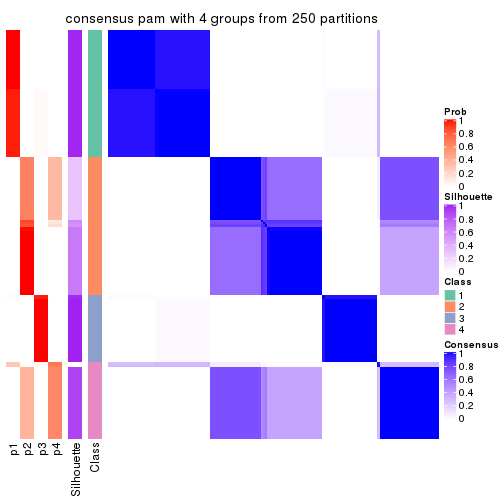 consensus pam with 4 groups from 250 partitions
Prob
1
0.8
0.6
0.4
0.2
0
Silhouette
1
0.8
0.6
0.4
0.2
0
Class
1
2
3
4
Consensus
1
0.8
0.6
0.4
0.2
0
p1
p2
p3
p4
Silhouette
Class